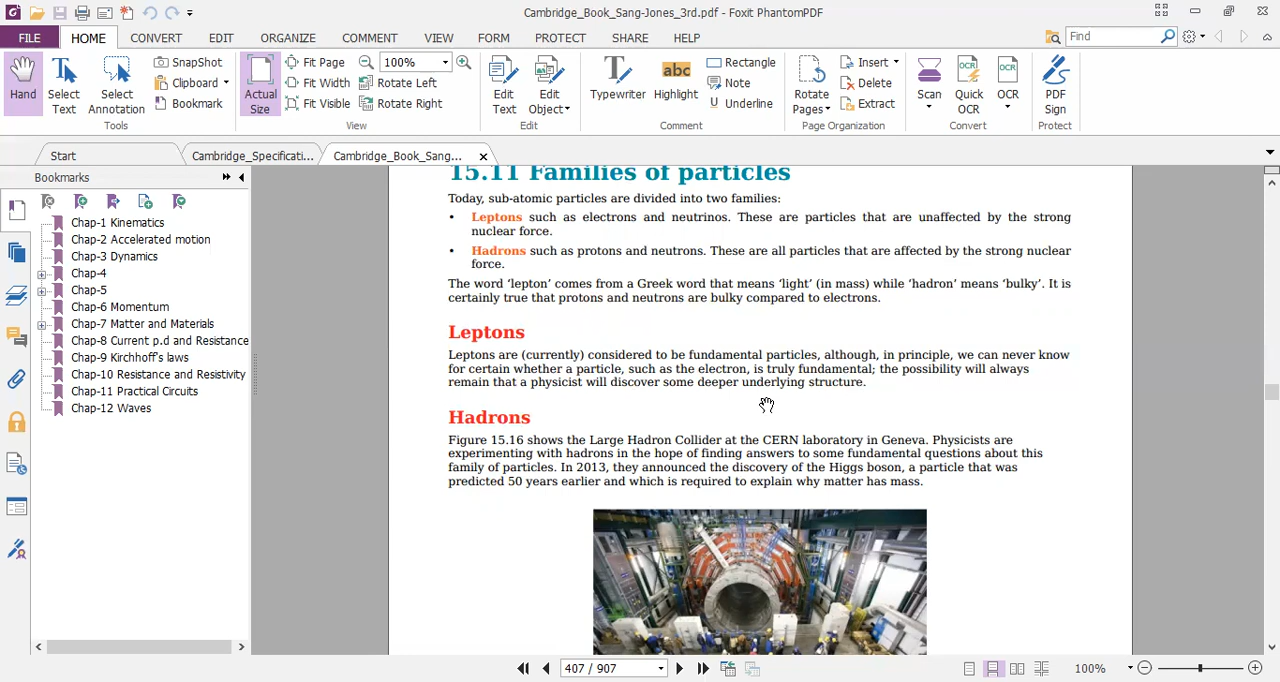 Cambridge_Book_Sang-Jones_3rd.pdf - Foxit PhantomPDF
FILE HOME CONVERT EDIT ORGANIZE COMMENT VIEW FORM PROTECT SHARE HELP Find
Hand
Select Text
Select Annotation
SnapShot
Clipboard
Bookmark
Tools
Actual Size
Fit Page
Fit Width
Fit Visible
100%
Rotate Left
Rotate Right
View
Edit Text
Edit Object
Edit
Typewriter
abc
Highlight
Rectangle
Note
U Underline
Comment
Rotate Pages
Insert
Delete
Extract
Page Organization
Scan
OCR
Quick OCR
OCR
OCR
Convert
PDF Sign
Protect
Start Cambridge_Specificati... Cambridge_Book_Sang...
Bookmarks
Chap-1 Kinematics
Chap-2 Accelerated motion
Chap-3 Dynamics
Chap-4
Chap-5
Chap-6 Momentum
Chap-7 Matter and Materials
Chap-8 Current p.d and Resistance
Chap-9 Kirchhoff's laws
Chap-10 Resistance and Resistivity
Chap-11 Practical Circuits
Chap-12 Waves
15.11 Families of particles
Today, sub-atomic particles are divided into two families:
• Leptons such as electrons and neutrinos. These are particles that are unaffected by the strong
nuclear force.
• Hadrons such as protons and neutrons. These are all particles that are affected by the strong nuclear
force.
The word ‘lepton’ comes from a Greek word that means ‘light’ (in mass) while ‘hadron’ means ‘bulky’. It is
certainly true that protons and neutrons are bulky compared to electrons.
Leptons
Leptons are (currently) considered to be fundamental particles, although, in principle, we can never know
for certain whether a particle, such as the electron, is truly fundamental; the possibility will always
remain that a physicist will discover some deeper underlying structure.
Hadrons
Figure 15.16 shows the Large Hadron Collider at the CERN laboratory in Geneva. Physicists are
experimenting with hadrons in the hope of finding answers to some fundamental questions about this
family of particles. In 2013, they announced the discovery of the Higgs boson, a particle that was
predicted 50 years earlier and which is required to explain why matter has mass.
407 / 907
100%